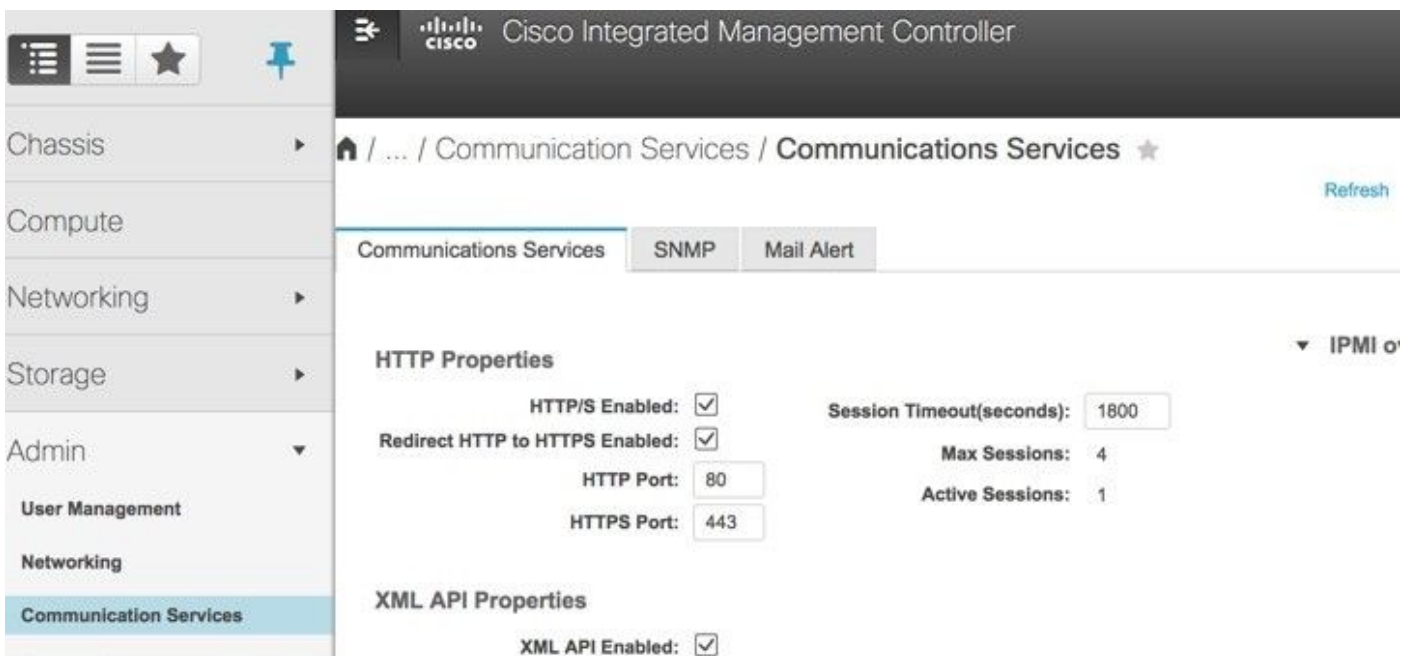 CISCO Cisco Integrated Management Controller
Chassis
Compute
Networking
Storage
Admin
User Management
Networking
Communication Services
/ ... / Communication Services / Communications Services
Refresh
Communications Services SNMP Mail Alert
HTTP Properties
HTTP/S Enabled:
Redirect HTTP to HTTPS Enabled:
HTTP Port: 80
HTTPS Port: 443
Session Timeout(seconds): 1800
Max Sessions: 4
Active Sessions: 1
IPMI
XML API Properties
XML API Enabled: